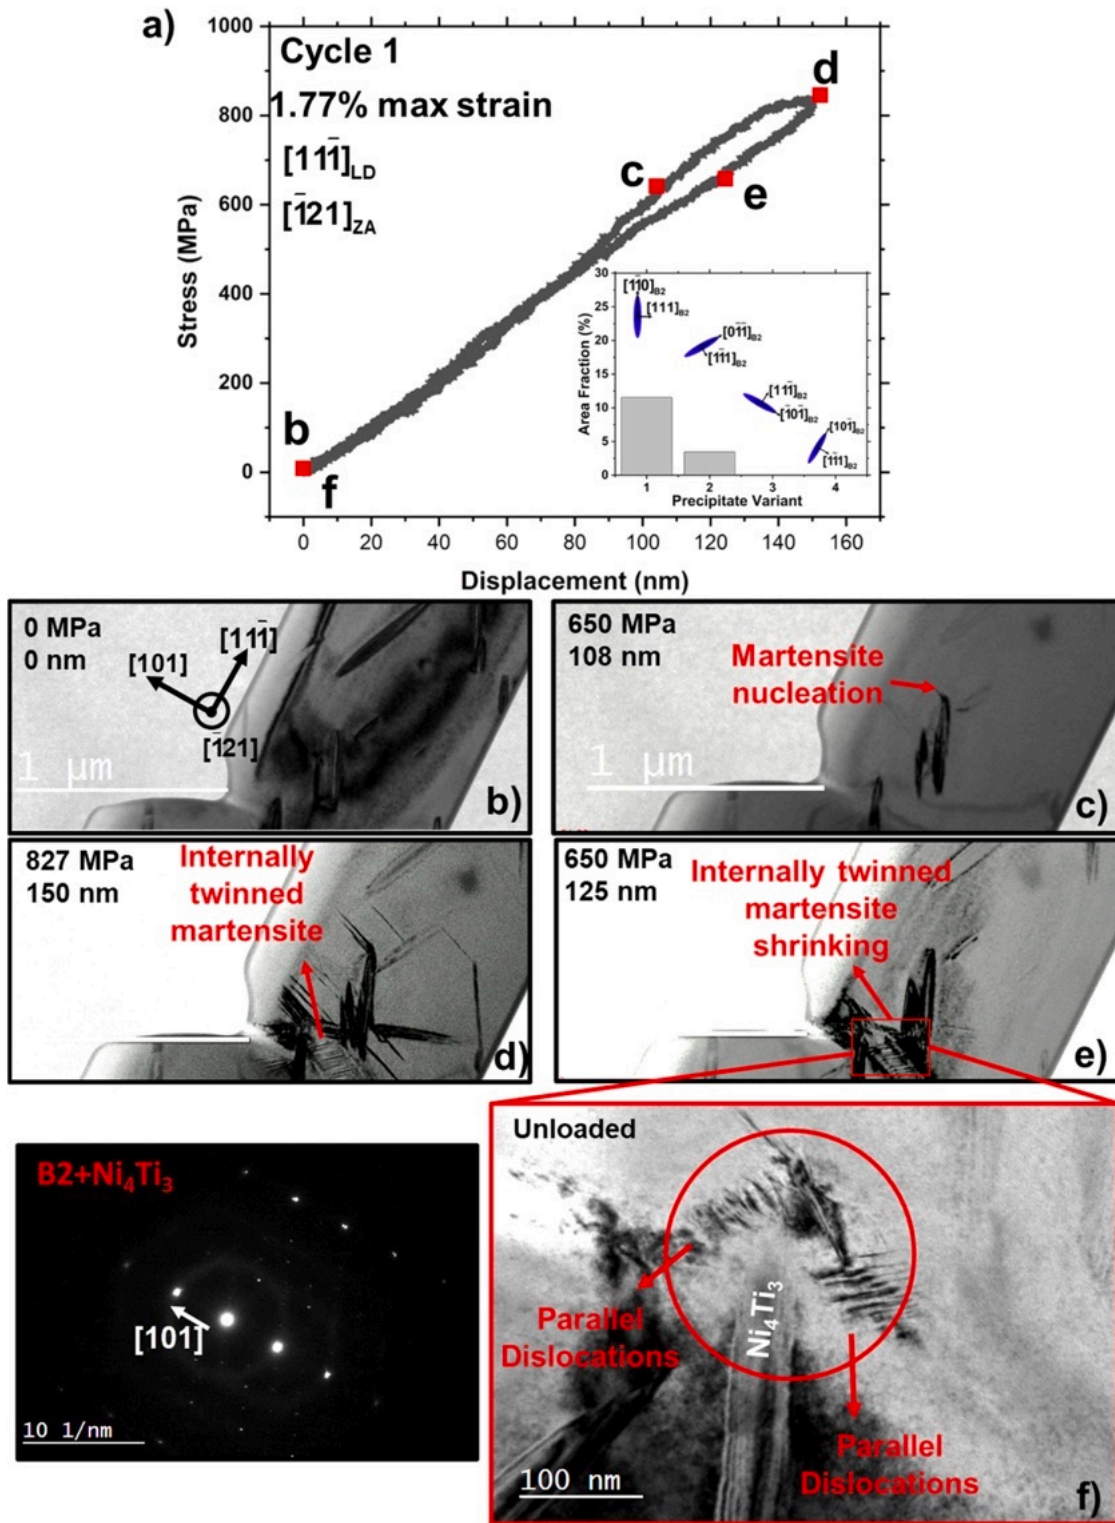 a)
Cycle 1
1.77% max strain
[111̄]LD
[1̄21]ZA
Stress (MPa)
1000
800
600
400
200
0
b
c
d
e
f
0 20 40 60 80 100 120 140 160
Displacement (nm)
Area Fraction (%)
30
25
20
15
10
5
0
[11̄0]B2
[111]B2
[01̄1̄]B2
[11̄1]B2
[111̄]B2
[1̄01̄]B2
[101̄]B2
[1̄1̄1]B2
1 2 3 4
Precipitate Variant
0 MPa
0 nm
[101]
[111̄]
[1̄21]
1 μm
b)
650 MPa
108 nm
Martensite
nucleation
1 μm
c)
827 MPa
150 nm
Internally
twinned
martensite
d)
650 MPa
125 nm
Internally twinned
martensite
shrinking
e)
B2+Ni₄Ti₃
[101]
10 1/nm
Unloaded
Parallel
Dislocations
Ni₄Ti₃
Parallel
Dislocations
100 nm
f)